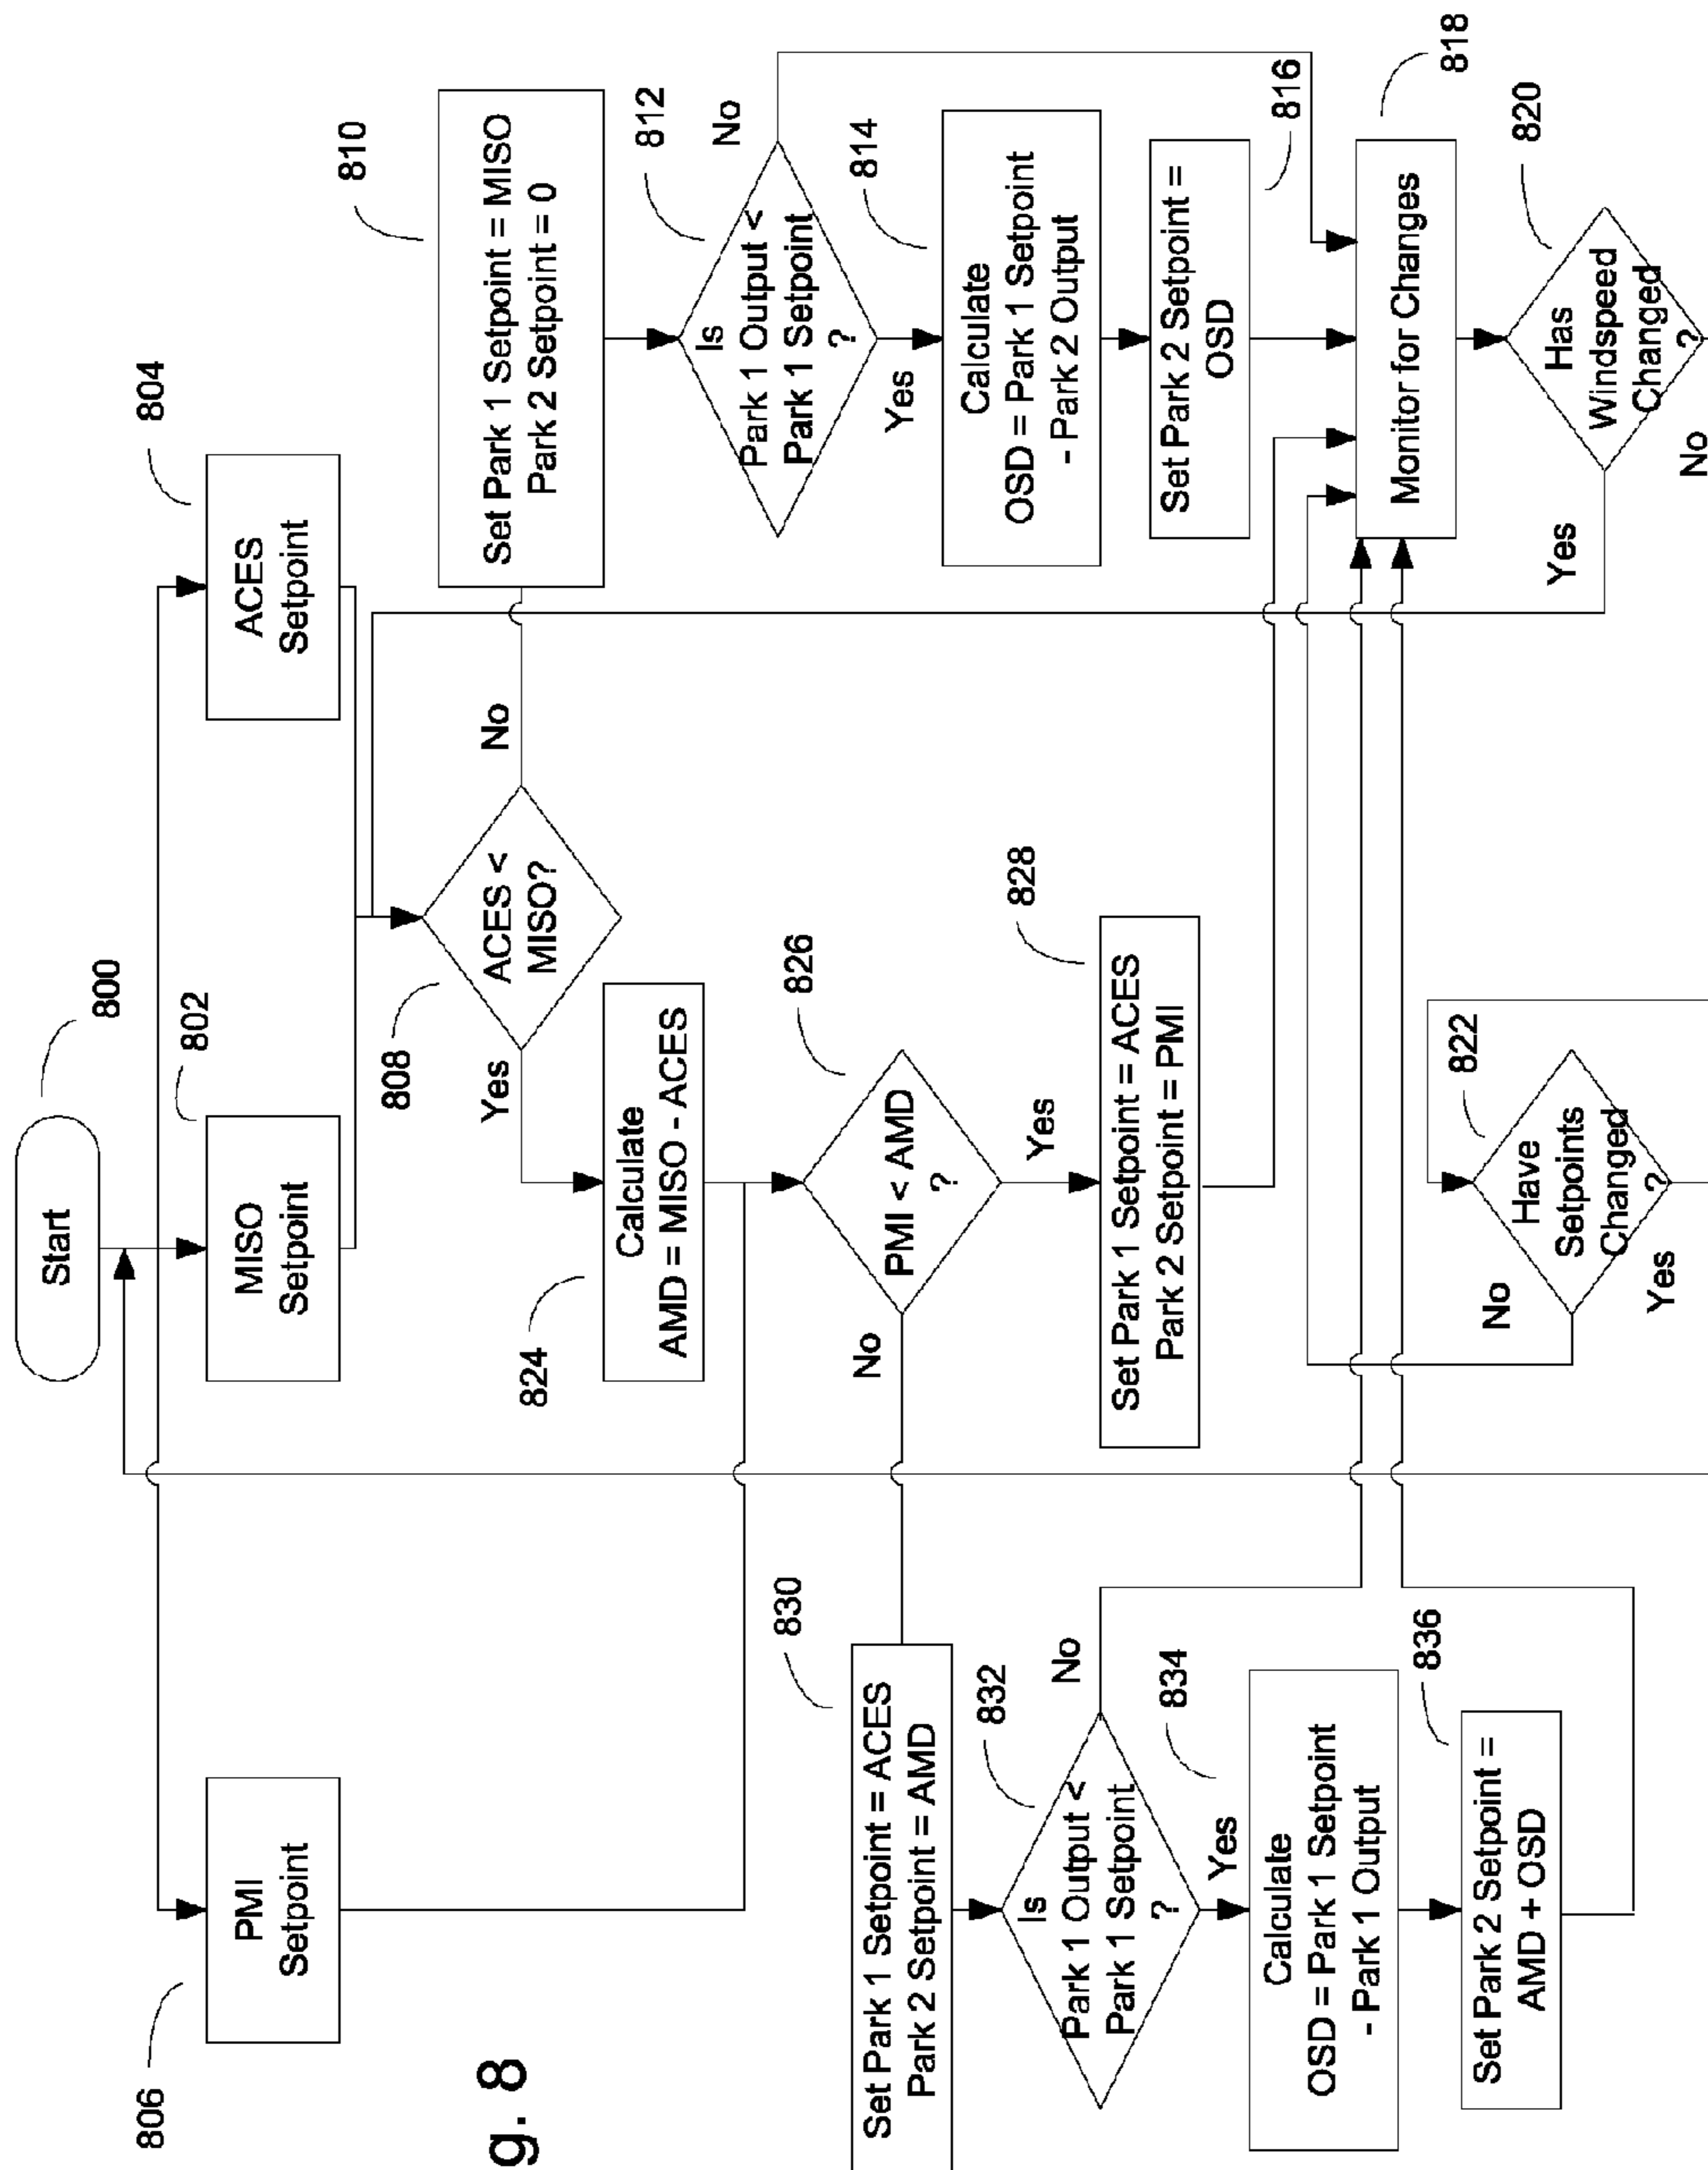 800
Start
802
MISO
Setpoint
804
ACES
Setpoint
806
PMI
Setpoint
808
ACES <
MISO?
No
Yes
810
Set Park 1 Setpoint = MISO
Park 2 Setpoint = 0
812
Is
Park 1 Output <
Park 1 Setpoint
?
No
Yes
814
Calculate
OSD = Park 1 Setpoint
- Park 2 Output
816
Set Park 2 Setpoint =
OSD
818
Monitor for Changes
820
Has
Windspeed
Changed
?
Yes
No
822
Have
Setpoints
Changed
?
No
Yes
824
Calculate
AMD = MISO - ACES
826
PMI < AMD
?
No
Yes
828
Set Park 1 Setpoint = ACES
Park 2 Setpoint = PMI
830
Set Park 1 Setpoint = ACES
Park 2 Setpoint = AMD
832
Is
Park 1 Output <
Park 1 Setpoint
?
No
Yes
834
Calculate
OSD = Park 1 Setpoint
- Park 1 Output
836
Set Park 2 Setpoint =
AMD + OSD
g. 8